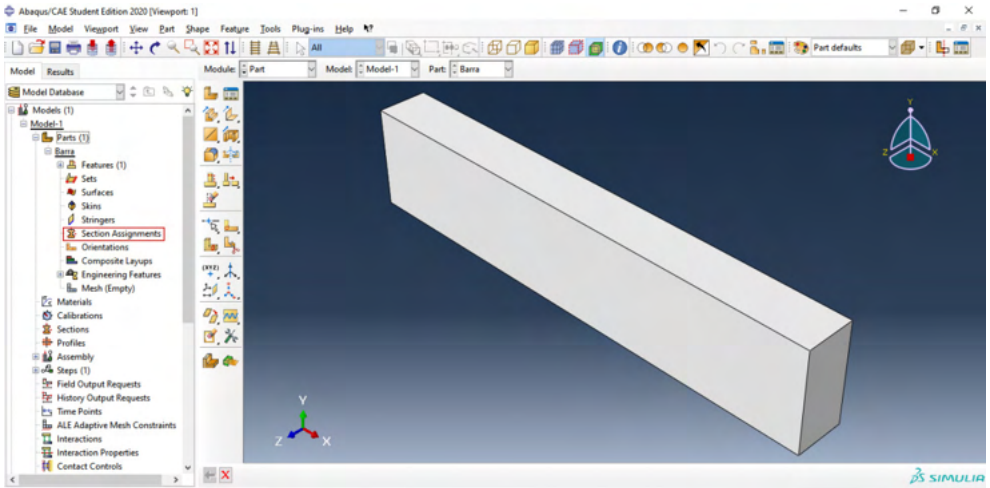 Abaqus/CAE Student Edition 2020 [Viewport: 1]
File Model Viewport View Part Shape Feature Tools Plug-ins Help
All
Part defaults
Model Results
Module: Part Model: Model-1 Part: Barra
Model Database
Models (1)
Model-1
Parts (1)
Barra
Features (1)
Sets
Surfaces
Skins
Stringers
Section Assignments
Orientations
Composite Layups
Engineering Features
Mesh (Empty)
Materials
Calibrations
Sections
Profiles
Assembly
Steps (1)
Field Output Requests
History Output Requests
Time Points
ALE Adaptive Mesh Constraints
Interactions
Interaction Properties
Contact Controls
(XYZ)
Y
Z X
Y
Z X
SIMULIA